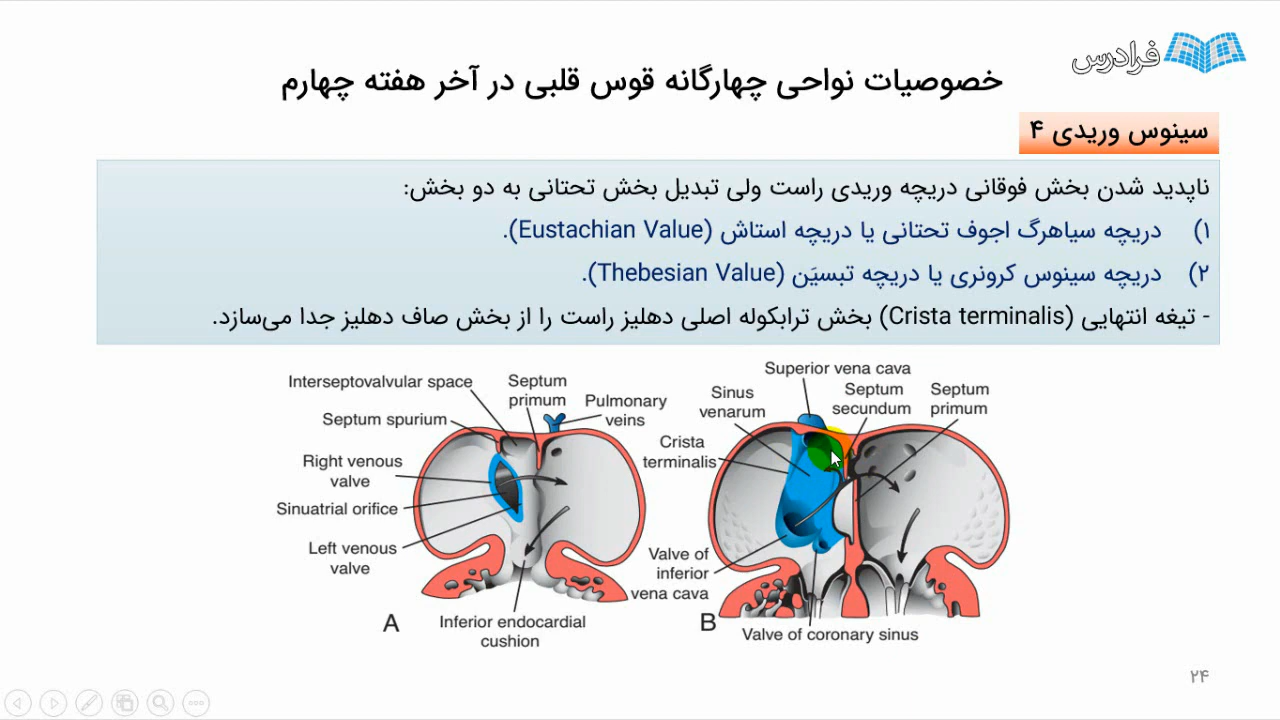 فرادرس
خصوصیات نواحی چهارگانه قوس قلبی در آخر هفته چهارم
سینوس وریدی ۴
ناپدید شدن بخش فوقانی دریچه وریدی راست ولی تبدیل بخش تحتانی به دو بخش:
۱) دریچه سیاهرگ اجوف تحتانی یا دریچه استاش (Eustachian Value).
۲) دریچه سینوس کرونری یا دریچه تبسیَن (Thebesian Value).
- تیغه انتهایی (Crista terminalis) بخش ترابکوله اصلی دهلیز راست را از بخش صاف دهلیز جدا می‌سازد.
Interseptovalvular space
Septum
primum
Pulmonary
veins
Septum spurium
Right venous
valve
Sinuatrial orifice
Left venous
valve
A
Inferior endocardial
cushion
Superior vena cava
Sinus
venarum
Septum
secundum
Septum
primum
Crista
terminalis
Valve of
inferior
vena cava
B
Valve of coronary sinus
۲۴